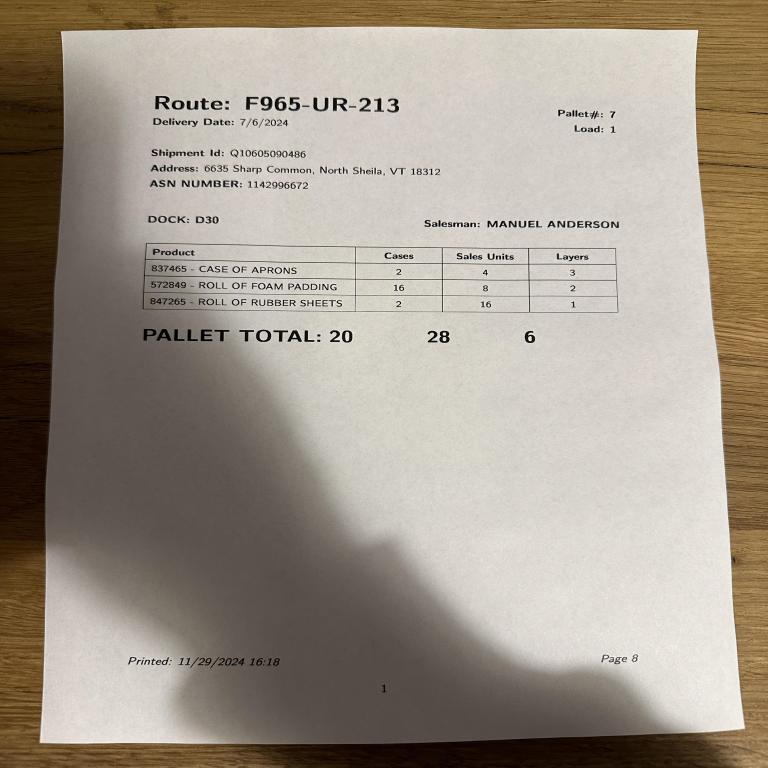 Route: F965-UR-213
Delivery Date: 7/6/2024
Pallet#: 7
Load: 1
Shipment Id: Q10605090486
Address: 6635 Sharp Common, North Sheila, VT 18312
ASN NUMBER: 1142996672
DOCK: D30 Salesman: MANUEL ANDERSON
Product Cases Sales Units Layers
837465 - CASE OF APRONS 2 4 3
572849 - ROLL OF FOAM PADDING 16 8 2
847265 - ROLL OF RUBBER SHEETS 2 16 1
PALLET TOTAL: 20 28 6
Printed: 11/29/2024 16:18 Page 8
1